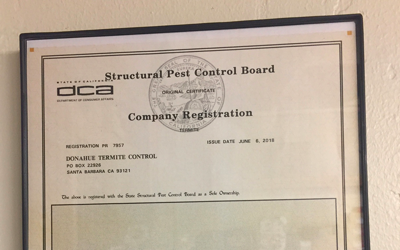 STATE OF CALIFORNIA
dca
DEPARTMENT OF CONSUMER AFFAIRS
Structural Pest Control Board
ORIGINAL CERTIFICATE
Company Registration
TERMITE
REGISTRATION PR 7857
ISSUE DATE JUNE 6, 2018
DONAHUE TERMITE CONTROL
PO BOX 22926
SANTA BARBARA CA 93121
The above is registered with the State Structural Pest Control Board as a Sole Ownership.